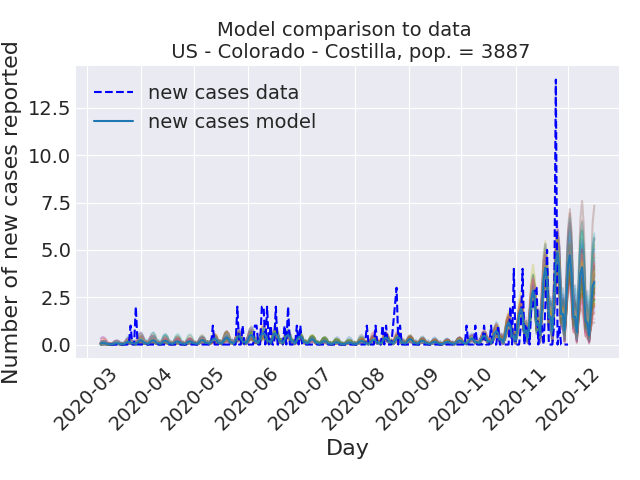 Model comparison to data
US - Colorado - Costilla, pop. = 3887
new cases data
new cases model
Number of new cases reported
12.5
10.0
7.5
5.0
2.5
0.0
2020-03
2020-04
2020-05
2020-06
2020-07
2020-08
2020-09
2020-10
2020-11
2020-12
Day